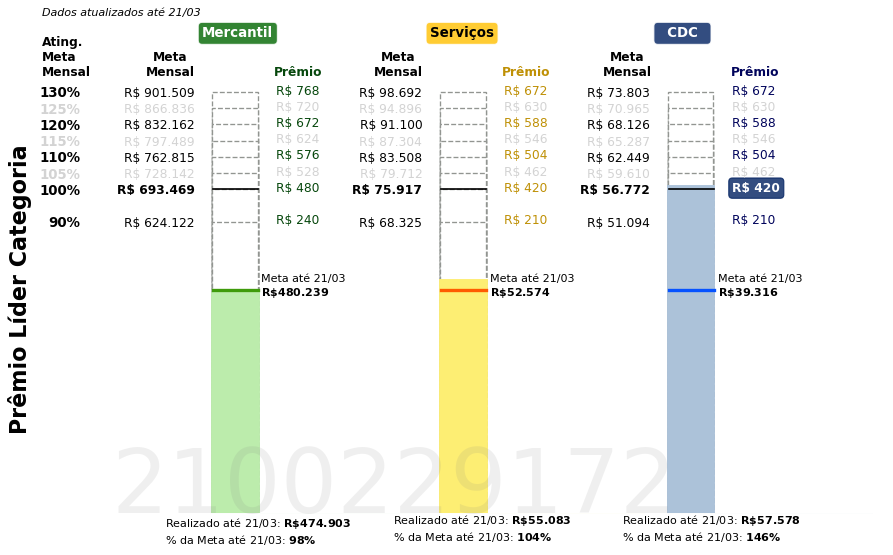 Dados atualizados até 21/03
Mercantil Serviços CDC
Ating. Meta Mensal Meta Mensal Prêmio Meta Mensal Prêmio Meta Mensal Prêmio
130% R$ 901.509 R$ 768 R$ 98.692 R$ 672 R$ 73.803 R$ 672
125% R$ 866.836 R$ 720 R$ 94.896 R$ 630 R$ 70.965 R$ 630
120% R$ 832.162 R$ 672 R$ 91.100 R$ 588 R$ 68.126 R$ 588
115% R$ 797.489 R$ 624 R$ 87.304 R$ 546 R$ 65.287 R$ 546
110% R$ 762.815 R$ 576 R$ 83.508 R$ 504 R$ 62.449 R$ 504
105% R$ 728.142 R$ 528 R$ 79.712 R$ 462 R$ 59.610 R$ 462
100% R$ 693.469 R$ 480 R$ 75.917 R$ 420 R$ 56.772 R$ 420
90% R$ 624.122 R$ 240 R$ 68.325 R$ 210 R$ 51.094 R$ 210
Meta até 21/03 Meta até 21/03 Meta até 21/03
R$480.239 R$52.574 R$39.316
Prêmio Líder Categoria
2100229172
Realizado até 21/03: R$474.903 Realizado até 21/03: R$55.083 Realizado até 21/03: R$57.578
% da Meta até 21/03: 98% % da Meta até 21/03: 104% % da Meta até 21/03: 146%